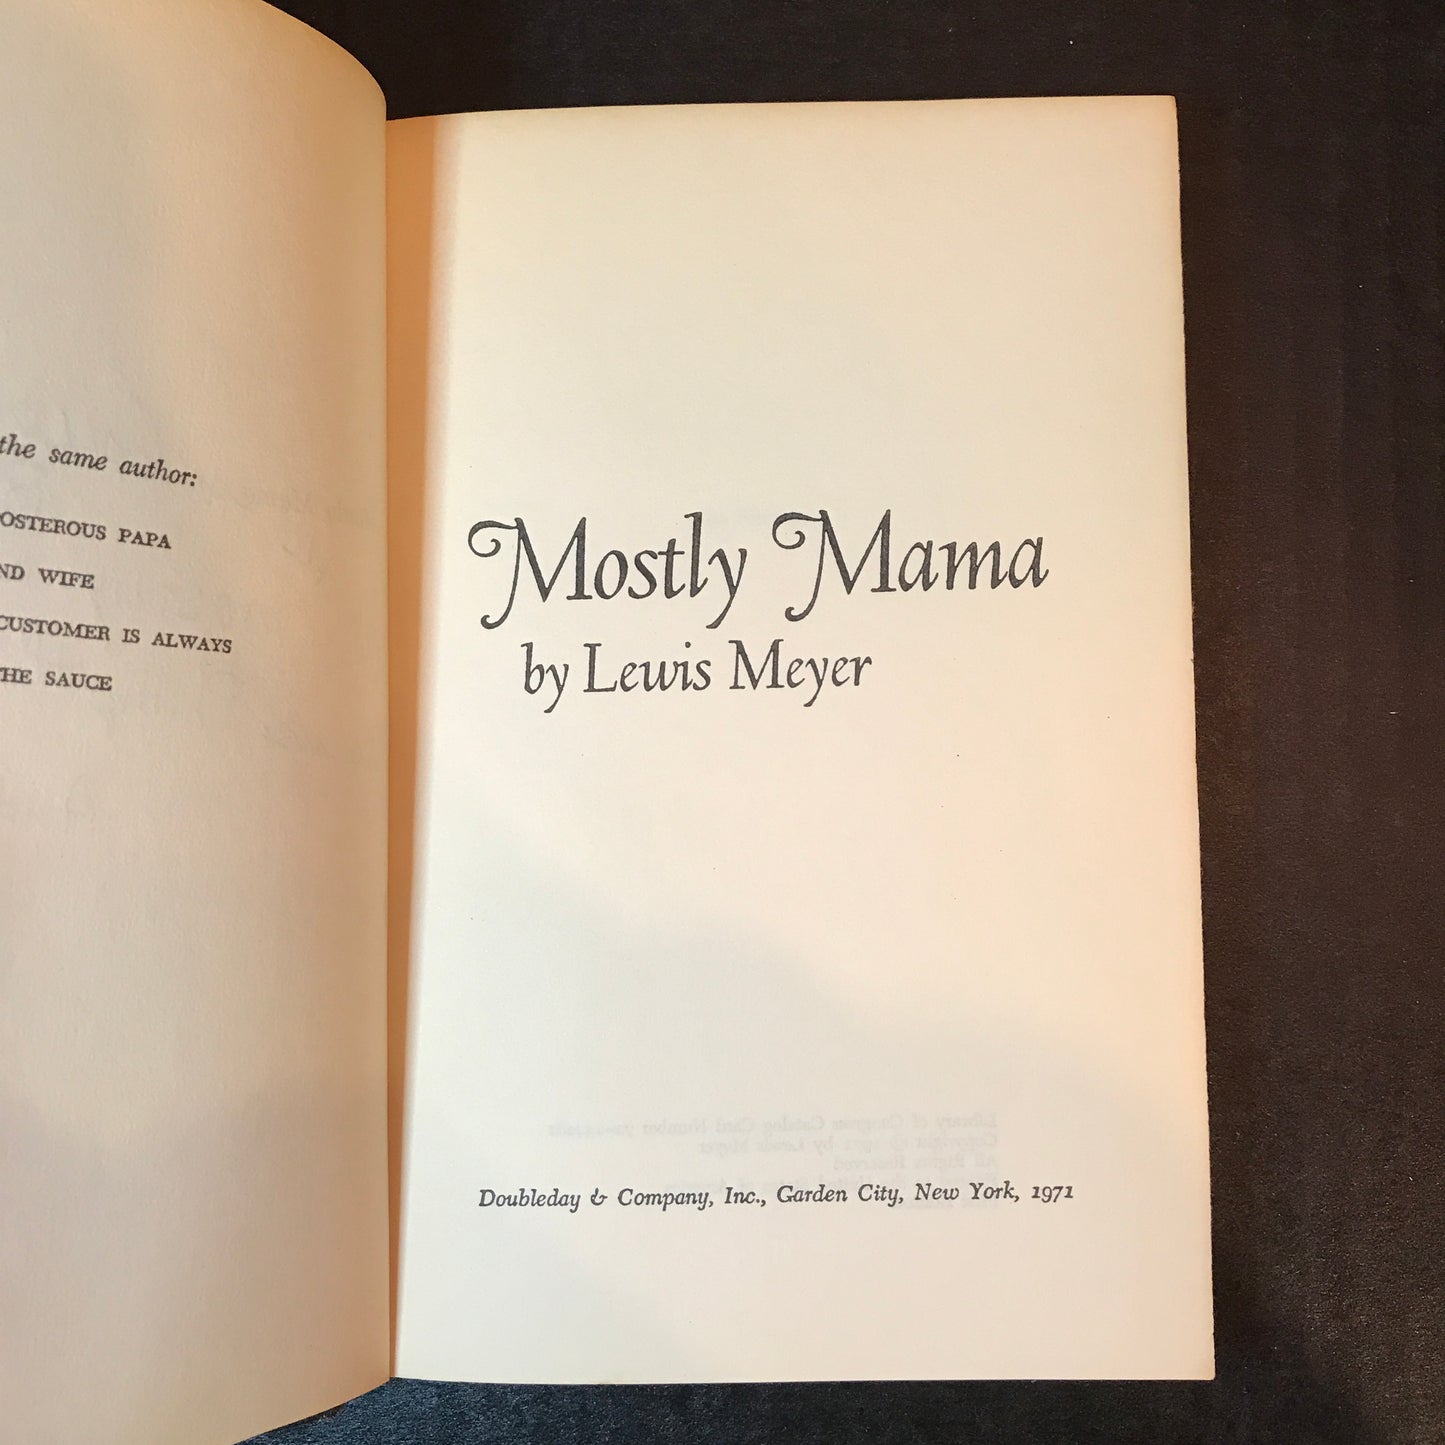 the same author:
OSTEROUS PAPA
ND WIFE
CUSTOMER IS ALWAYS
HE SAUCE
Mostly Mama
by Lewis Meyer
Doubleday & Company, Inc., Garden City, New York, 1971